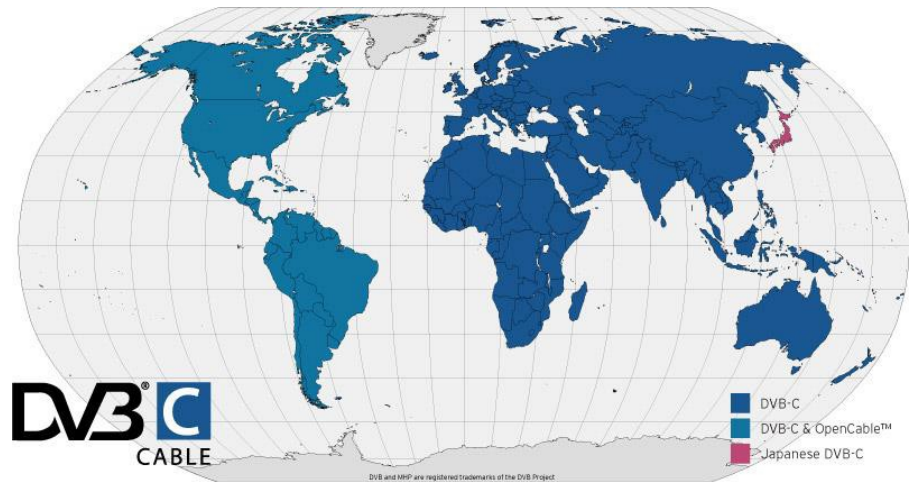 DVB® C
CABLE
DVB-C
DVB-C & OpenCable™
Japanese DVB-C
DVB and MHP are registered trademarks of the DVB Project